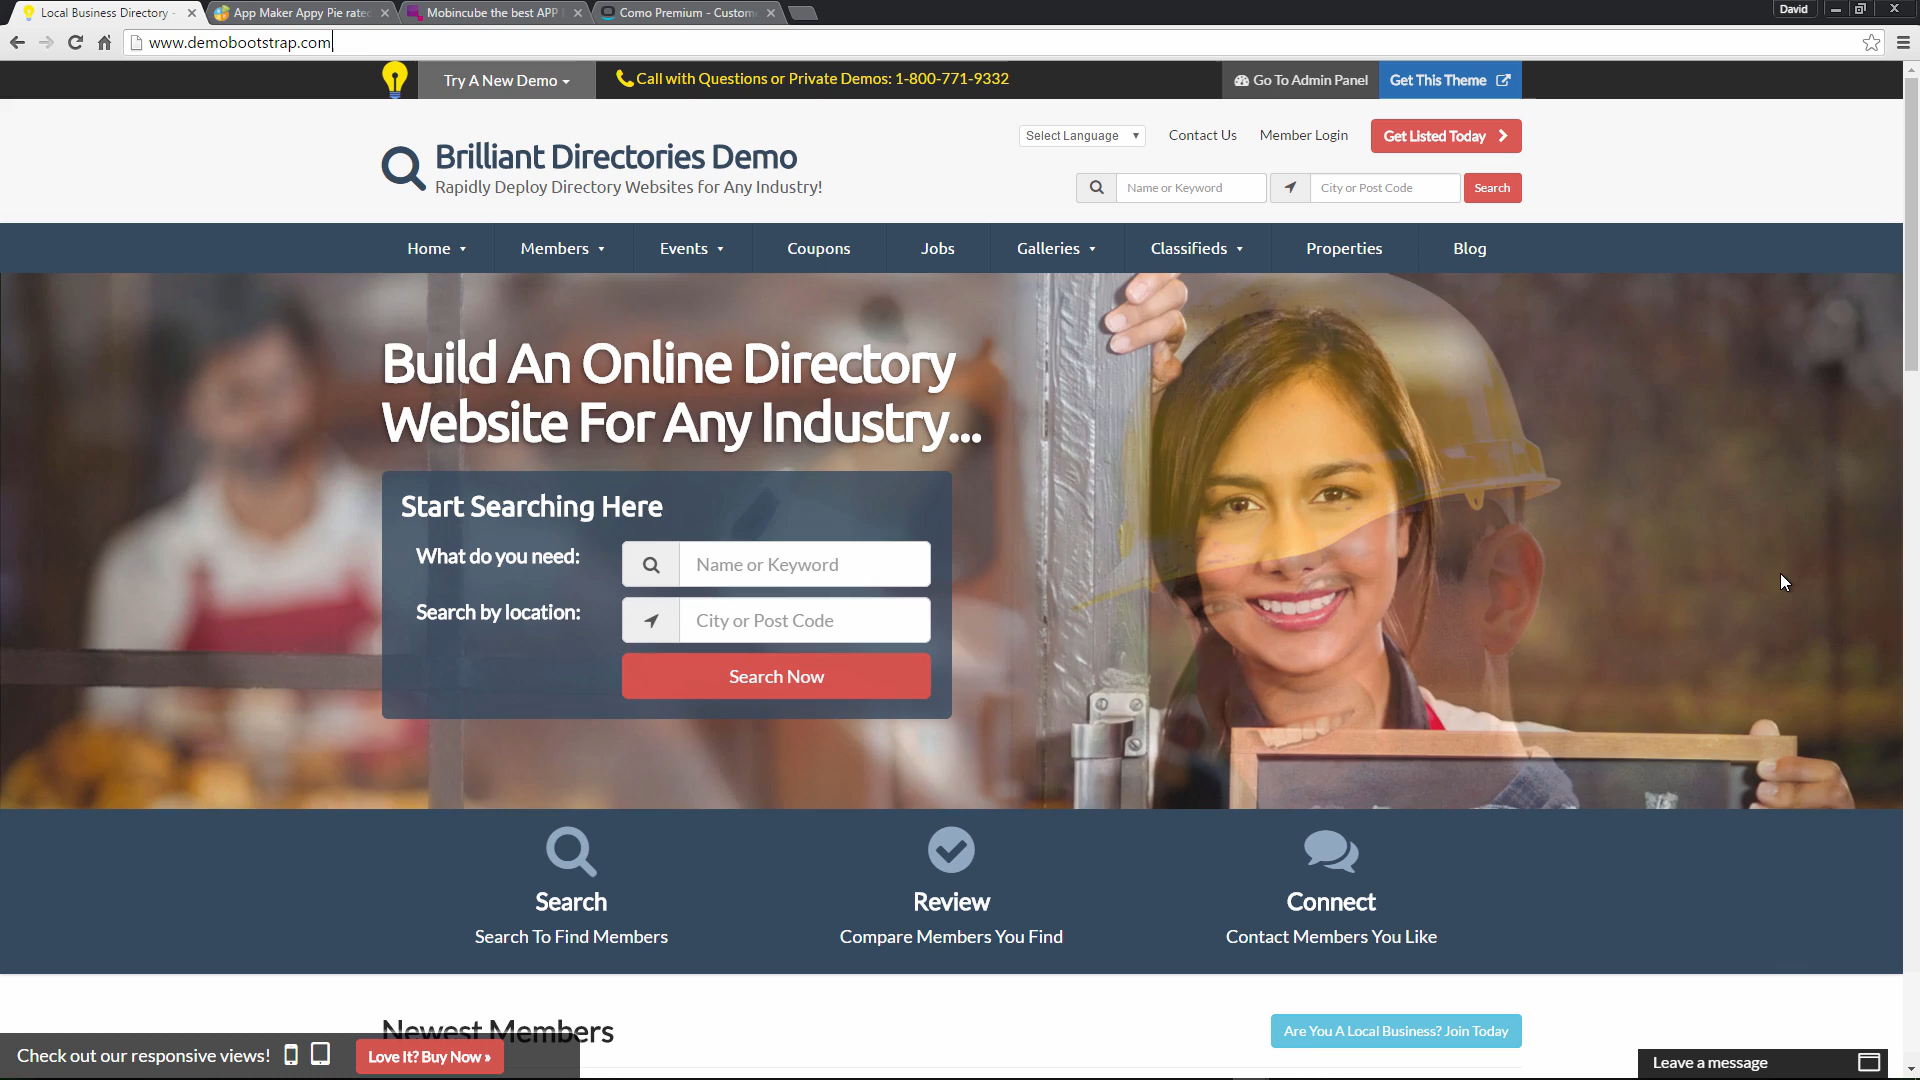 Local Business Directory -
App Maker Appy Pie rated
Mobincube the best APP
Como Premium - Custome
David
www.demobootstrap.com
Try A New Demo
Call with Questions or Private Demos: 1-800-771-9332
Go To Admin Panel
Get This Theme
Select Language
Contact Us
Member Login
Get Listed Today
Brilliant Directories Demo
Rapidly Deploy Directory Websites for Any Industry!
Name or Keyword
City or Post Code
Search
Home
Members
Events
Coupons
Jobs
Galleries
Classifieds
Properties
Blog
Build An Online Directory
Website For Any Industry...
Start Searching Here
What do you need:
Name or Keyword
Search by location:
City or Post Code
Search Now
Search
Review
Connect
Search To Find Members
Compare Members You Find
Contact Members You Like
Newest Members
Are You A Local Business? Join Today
Check out our responsive views!
Love It? Buy Now »
Leave a message